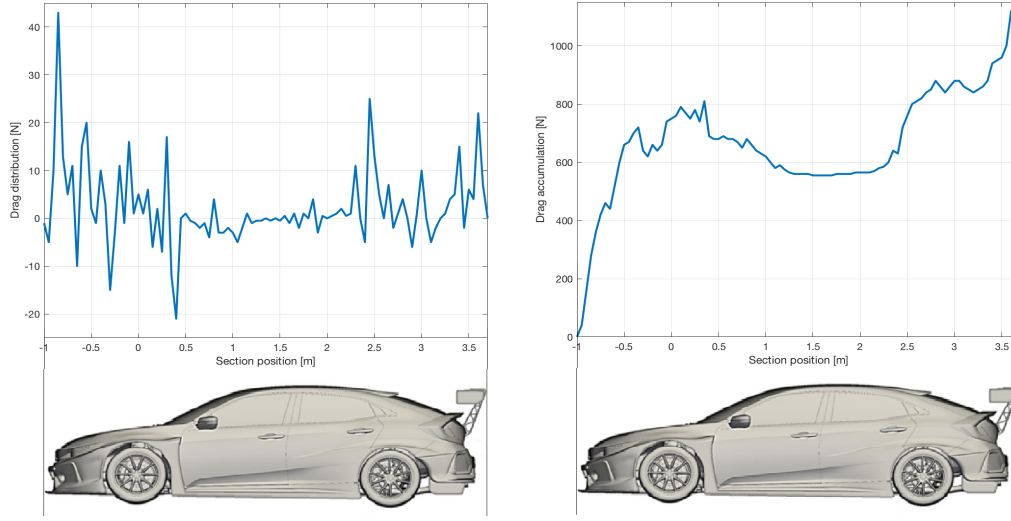 40
30
20
10
0
-10
-20
Drag distribution [N]
-1 -0.5 0 0.5 1 1.5 2 2.5 3 3.5
Section position [m]
1000
800
600
400
200
0
Drag accumulation [N]
-1 -0.5 0 0.5 1 1.5 2 2.5 3 3.5
Section position [m]